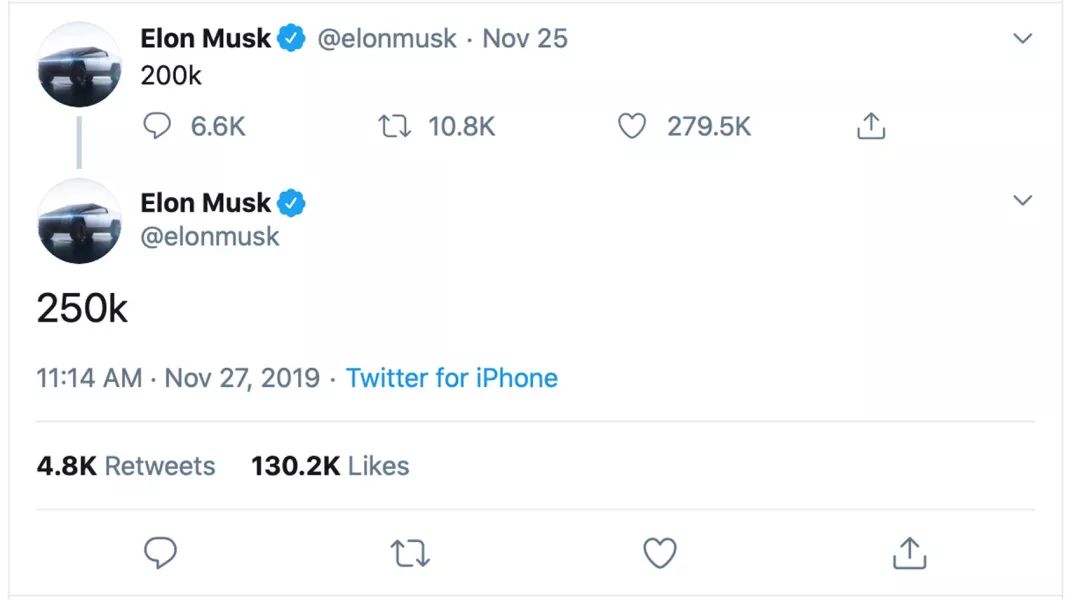 Elon Musk @elonmusk · Nov 25
200k
6.6K 10.8K 279.5K
Elon Musk
@elonmusk
250k
11:14 AM · Nov 27, 2019 · Twitter for iPhone
4.8K Retweets 130.2K Likes